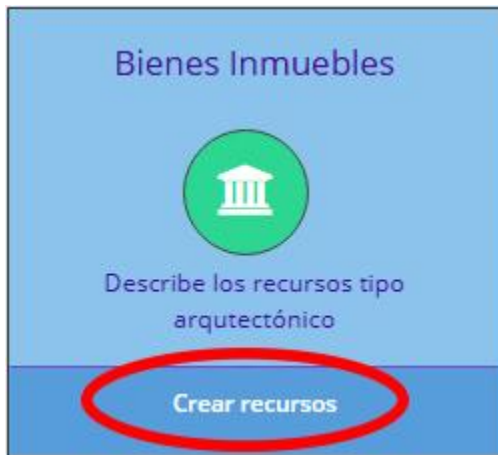 Bienes Inmuebles
Describe los recursos tipo
arqutectónico
Crear recursos